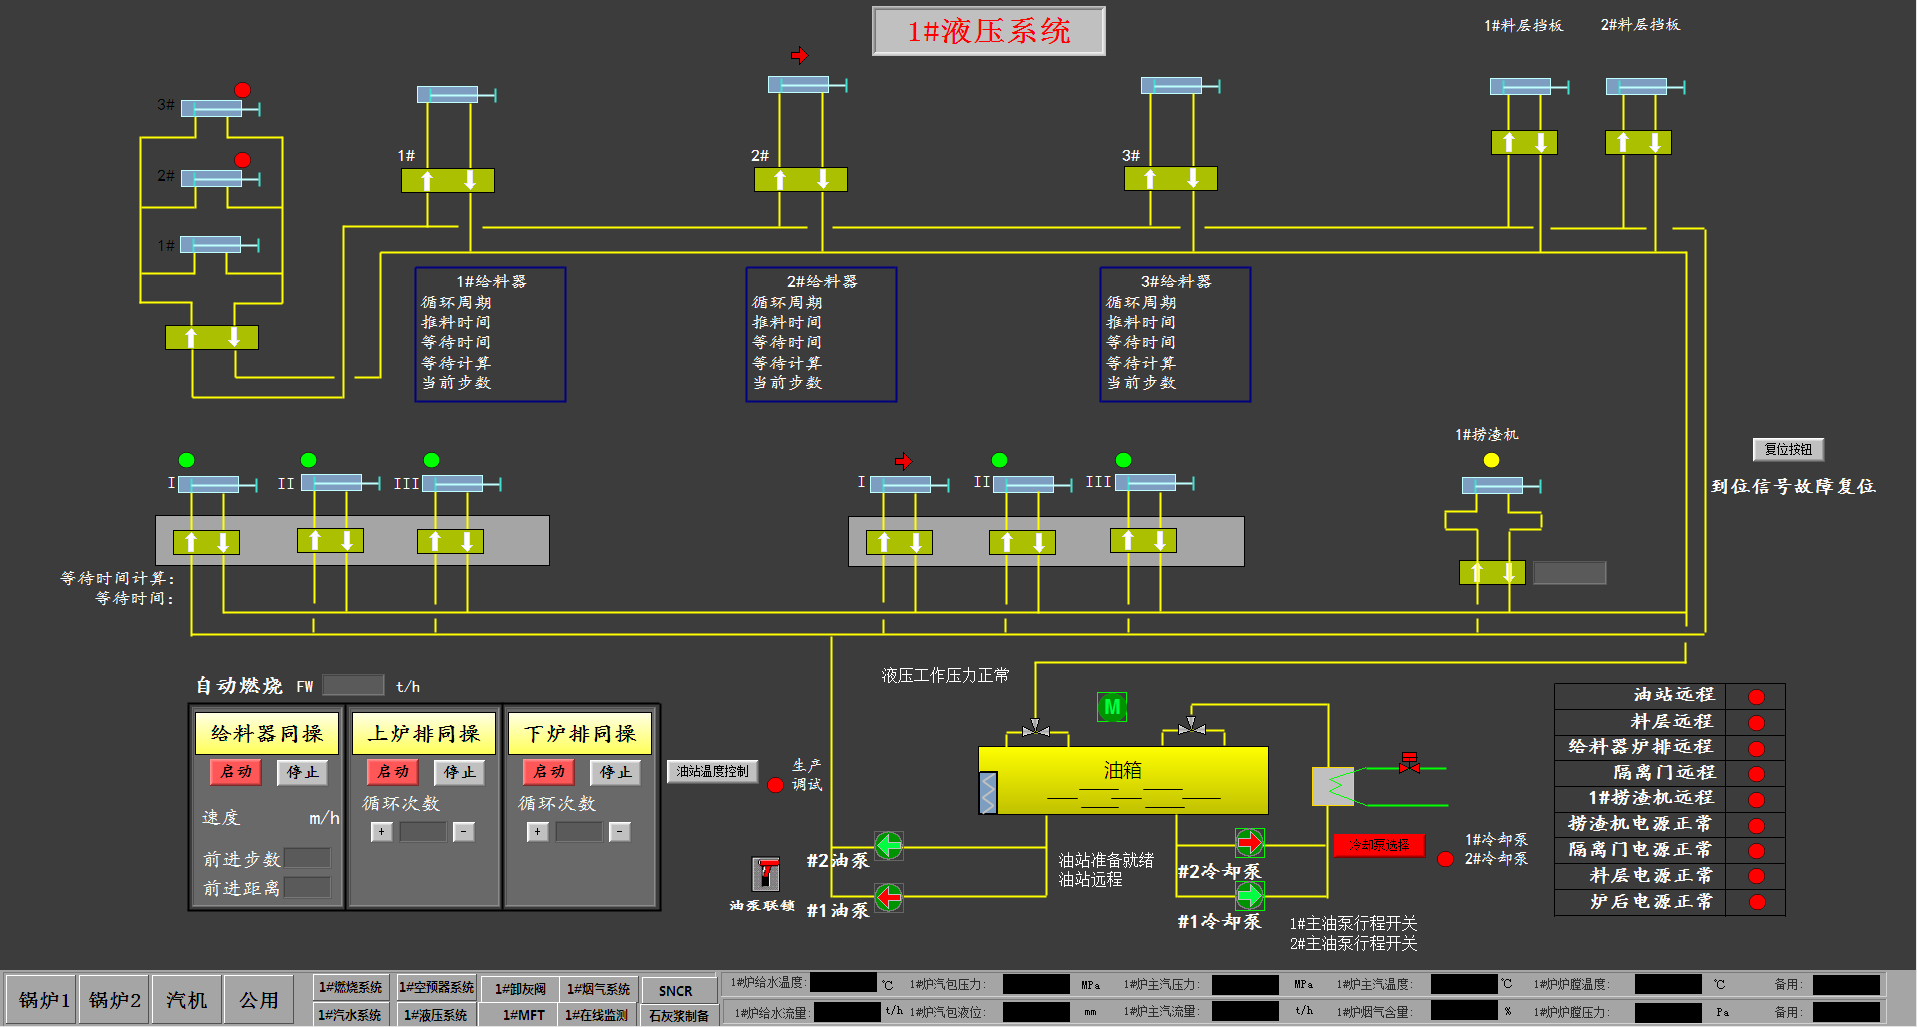 1#液压系统
1#料层挡板
2#料层挡板
3#
2#
1#
1#
2#
3#
1#给料器
循环周期
推料时间
等待时间
等待计算
当前步数
2#给料器
循环周期
推料时间
等待时间
等待计算
当前步数
3#给料器
循环周期
推料时间
等待时间
等待计算
当前步数
I
II
III
I
II
III
1#捞渣机
复位按钮
到位信号故障复位
等待时间计算:
等待时间:
自动燃烧 FW t/h
给料器同操
启动 停止
速度 m/h
前进步数
前进距离
上炉排同操
启动 停止
循环次数
+ -
下炉排同操
启动 停止
循环次数
+ -
油站温度控制
生产
调试
油泵联锁
#2油泵
#1油泵
液压工作压力正常
M
油箱
油站准备就绪
油站远程
#2冷却泵
#1冷却泵
冷却泵选择
1#冷却泵
2#冷却泵
1#主油泵行程开关
2#主油泵行程开关
油站远程
料层远程
给料器炉排远程
隔离门远程
1#捞渣机远程
捞渣机电源正常
隔离门电源正常
料层电源正常
炉后电源正常
锅炉1 锅炉2 汽机 公用
1#燃烧系统 1#空预器系统 1#卸灰阀 1#烟气系统 SNCR
1#汽水系统 1#液压系统 1#MFT 1#在线监测 石灰浆制备
1#炉给水温度: ℃ 1#炉汽包压力: MPa 1#炉主汽压力: MPa 1#炉主汽温度: ℃ 1#炉炉膛温度: ℃ 备用:
1#炉给水流量: t/h 1#炉汽包液位: mm 1#炉主汽流量: t/h 1#炉烟气含量: % 1#炉炉膛压力: Pa 备用: